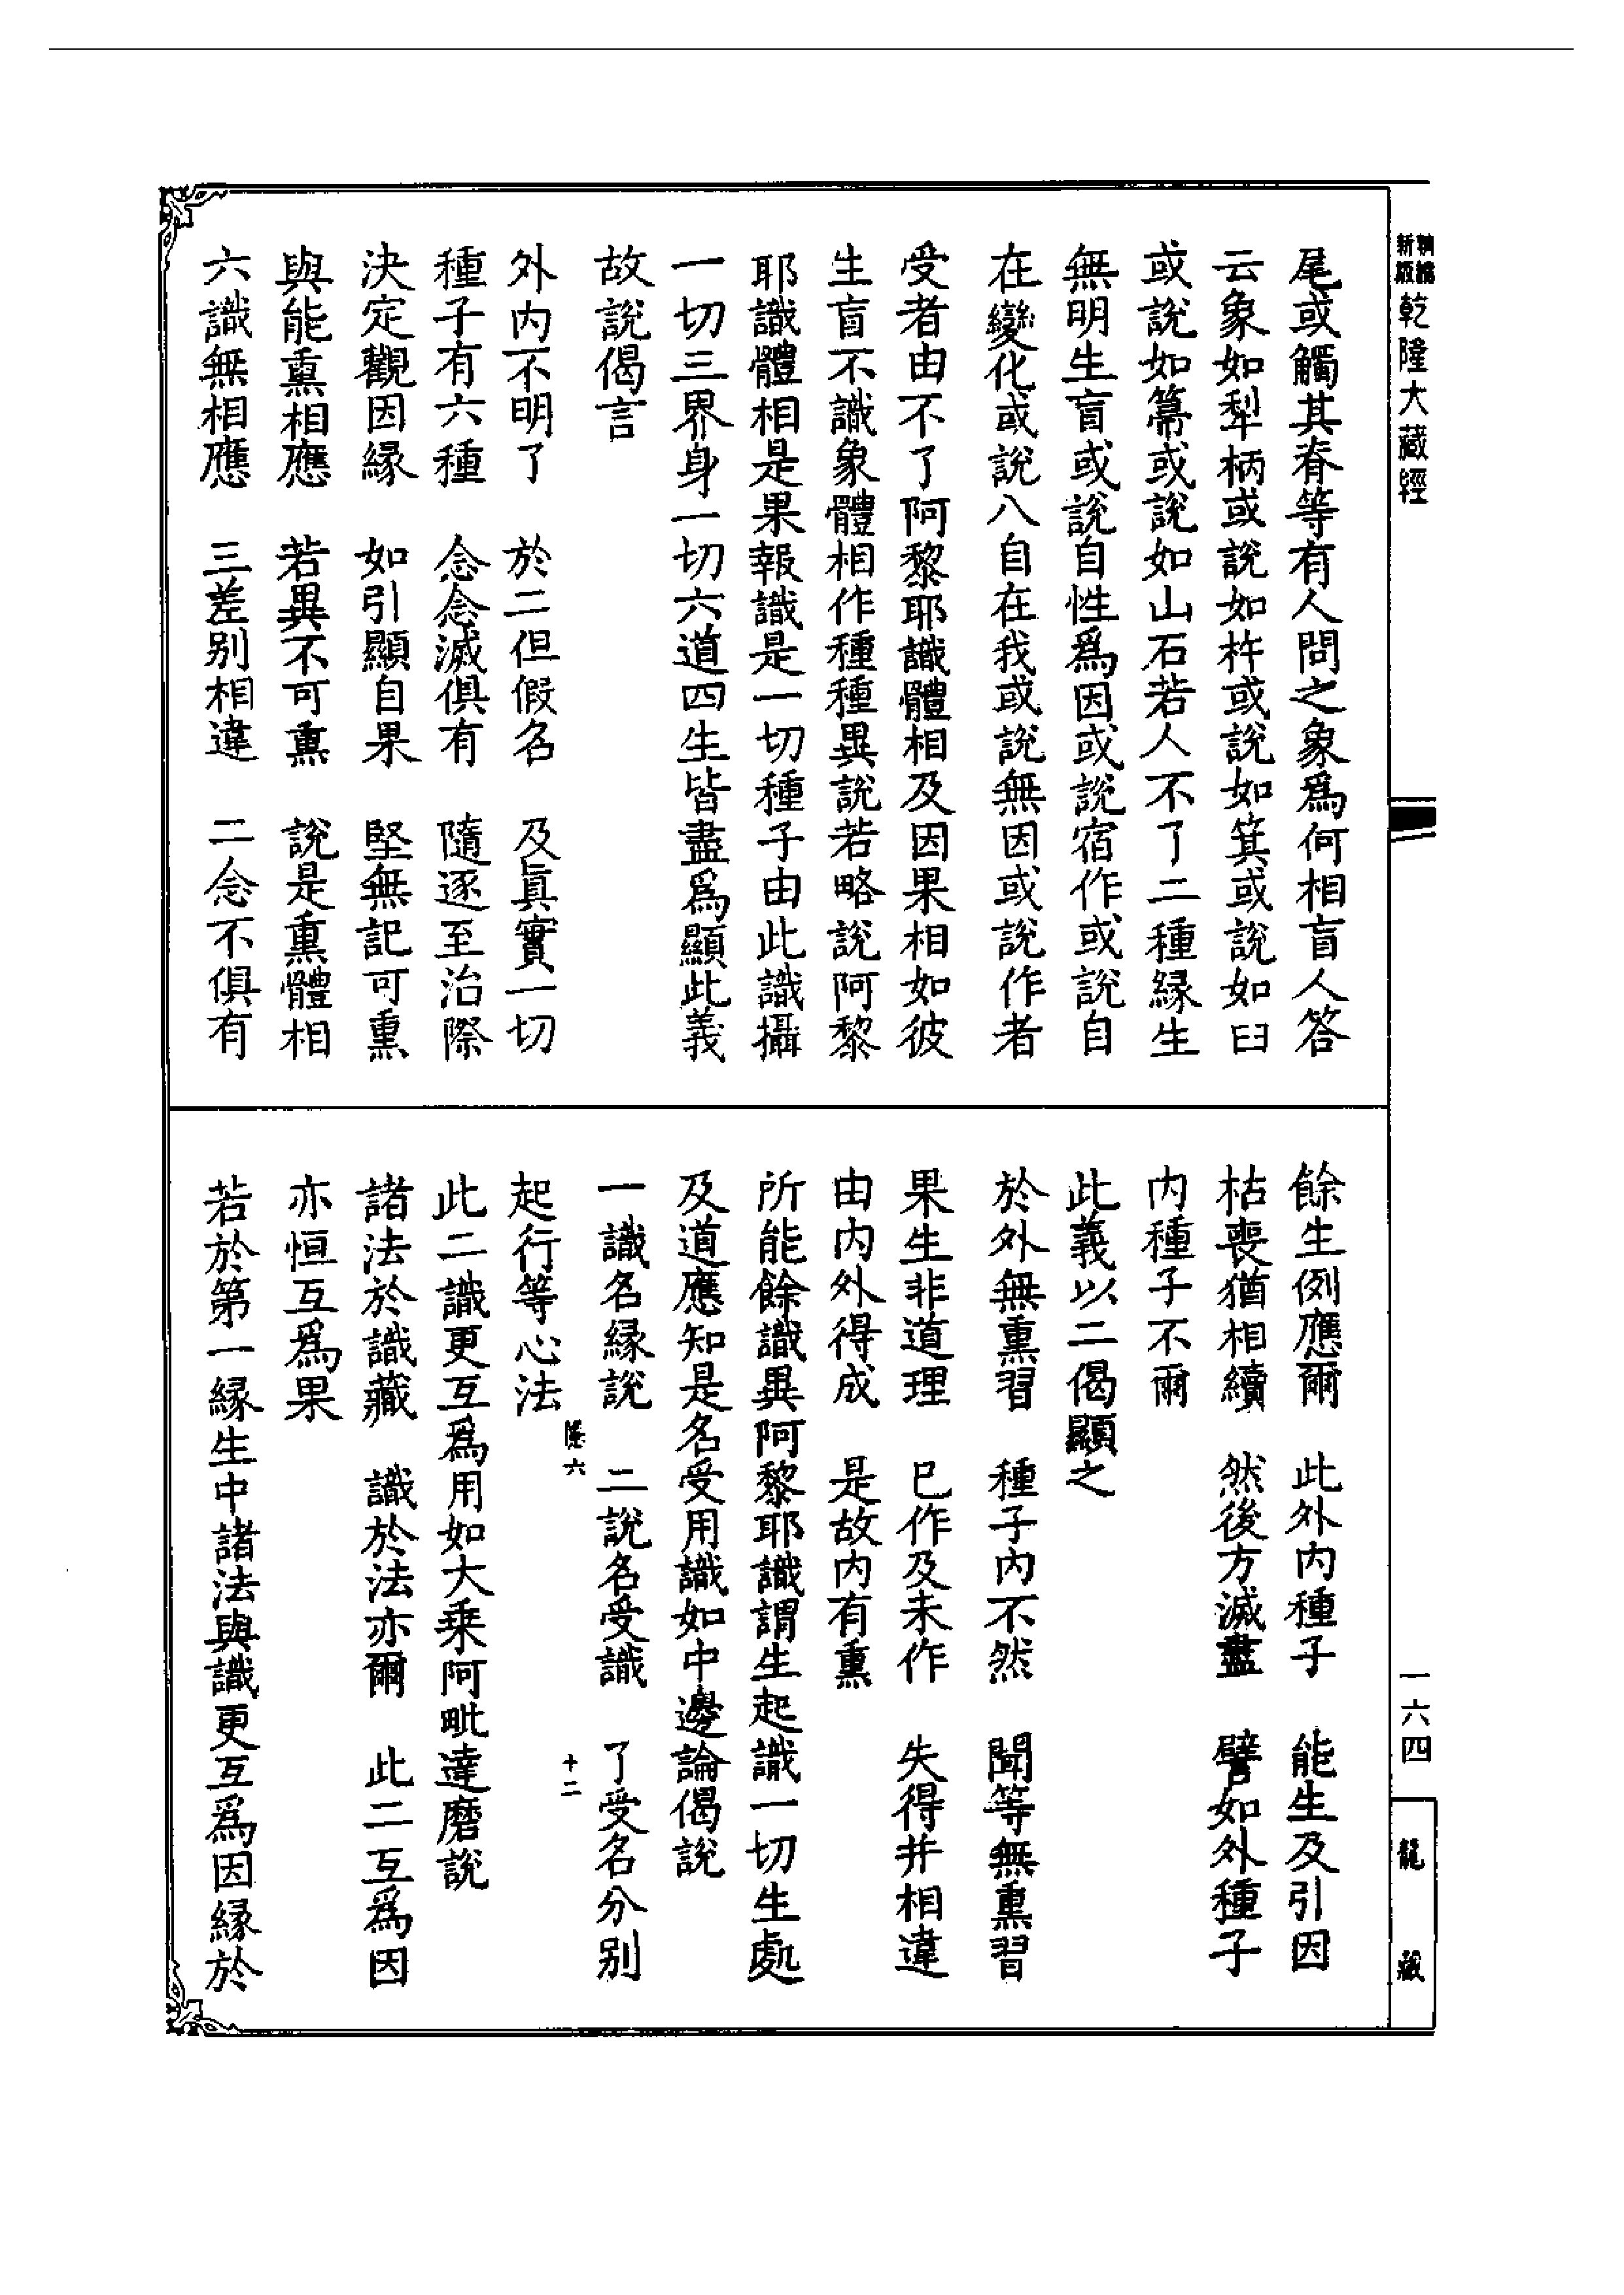 新編縮版乾隆大藏經
尾或觸其脊等有人問之象爲何相盲人答
云象如犁柄或說如杵或說如箕或說如臼
或說如箒或說如山石若人不了二種緣生
無明生盲或說自性爲因或說宿作或說自
在變化或說八自在我或說無因或說作者
受者由不了阿黎耶識體相及因果相如彼
生盲不識象體相作種種異說若略說阿黎
耶識體相是果報識是一切種子由此識攝
一切三界身一切六道四生皆盡爲顯此義
故說偈言
外内不明了　於二但假名　及眞實一切
種子有六種　念念滅俱有　隨逐至治際
決定觀因緣　如引顯自果　堅無記可熏
與能熏相應　若異不可熏　說是熏體相
六識無相應　三差别相違　二念不俱有
餘生例應爾　此外内種子　能生及引因
枯喪猶相續　然後方滅盡　譬如外種子
内種子不爾
此義以二偈顯之
於外無熏習　種子内不然　聞等無熏習
果生非道理　已作及未作　失得并相違
由内外得成　是故内有熏
所能餘識異阿黎耶識謂生起識一切生處
及道應知是名受用識如中邊論偈說
一識名緣說　二說名受識　了受名分别
隱六　十二
起行等心法
此二識更互爲用如大乘阿毗達磨說
諸法於識藏　識於法亦爾　此二互爲因
亦恒互爲果
若於第一緣生中諸法與識更互爲因緣於
一六四
龍藏